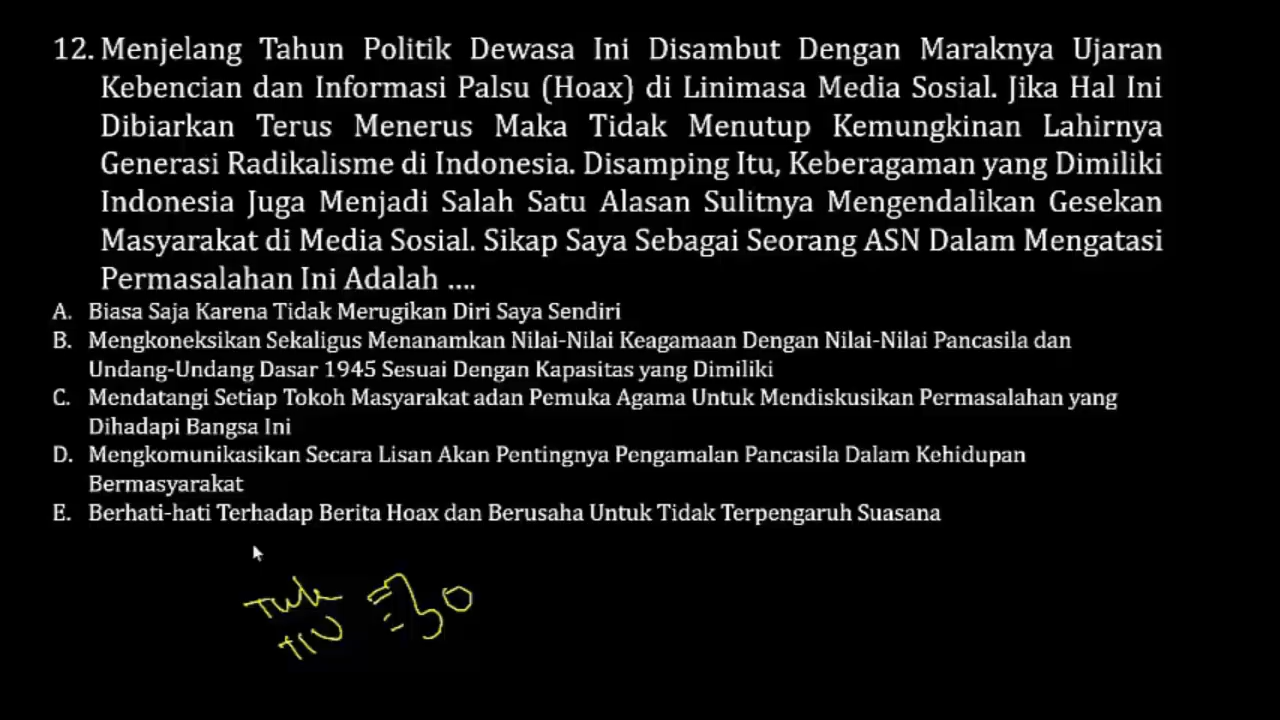 12. Menjelang Tahun Politik Dewasa Ini Disambut Dengan Maraknya Ujaran
Kebencian dan Informasi Palsu (Hoax) di Linimasa Media Sosial. Jika Hal Ini
Dibiarkan Terus Menerus Maka Tidak Menutup Kemungkinan Lahirnya
Generasi Radikalisme di Indonesia. Disamping Itu, Keberagaman yang Dimiliki
Indonesia Juga Menjadi Salah Satu Alasan Sulitnya Mengendalikan Gesekan
Masyarakat di Media Sosial. Sikap Saya Sebagai Seorang ASN Dalam Mengatasi
Permasalahan Ini Adalah ....
A. Biasa Saja Karena Tidak Merugikan Diri Saya Sendiri
B. Mengkoneksikan Sekaligus Menanamkan Nilai-Nilai Keagamaan Dengan Nilai-Nilai Pancasila dan
Undang-Undang Dasar 1945 Sesuai Dengan Kapasitas yang Dimiliki
C. Mendatangi Setiap Tokoh Masyarakat adan Pemuka Agama Untuk Mendiskusikan Permasalahan yang
Dihadapi Bangsa Ini
D. Mengkomunikasikan Secara Lisan Akan Pentingnya Pengamalan Pancasila Dalam Kehidupan
Bermasyarakat
E. Berhati-hati Terhadap Berita Hoax dan Berusaha Untuk Tidak Terpengaruh Suasana
TIU